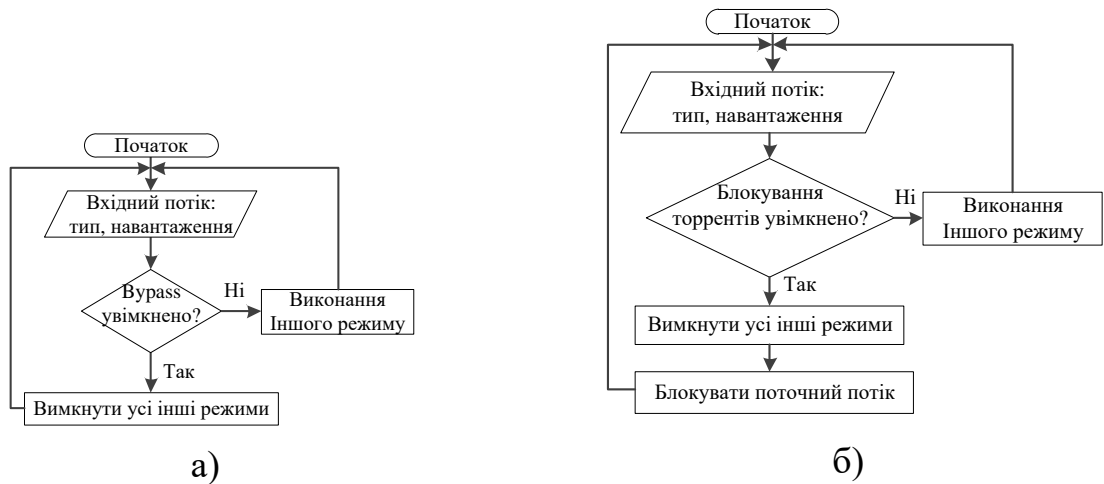 Початок
Вхідний потік:
тип, навантаження
Bypass
увімкнено?
Ні
Виконання
Іншого режиму
Так
Вимкнути усі інші режими
а)
Початок
Вхідний потік:
тип, навантаження
Блокування
торрентів увімкнено?
Ні
Виконання
Іншого режиму
Так
Вимкнути усі інші режими
Блокувати поточний потік
б)